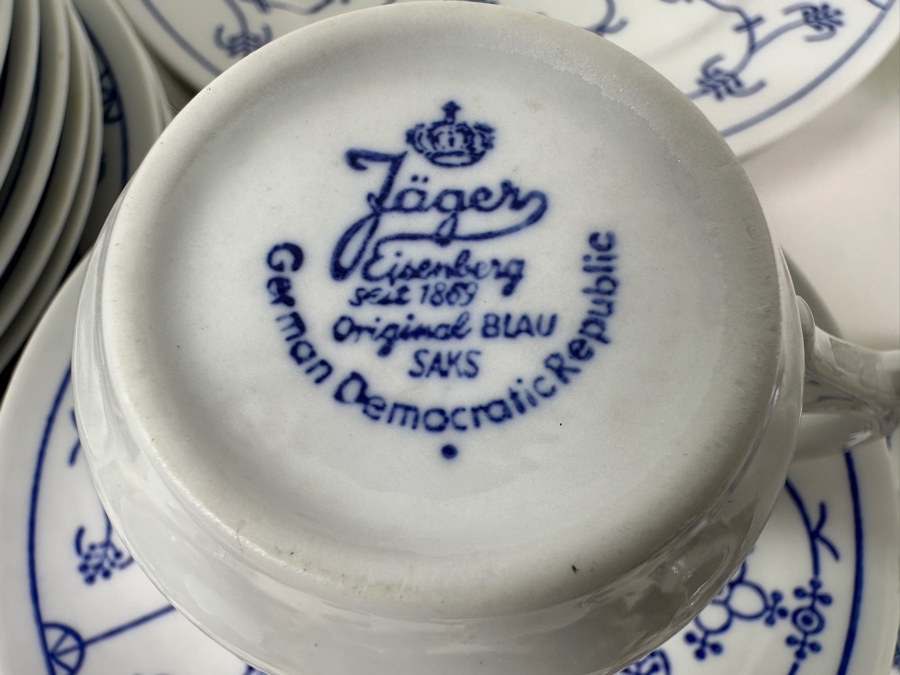 Jäger
Eisenberg
seit 1869
Original BLAU
SAKS
German Democratic Republic